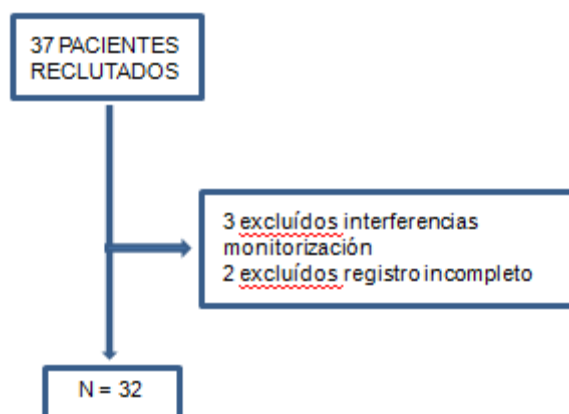 37 PACIENTES
RECLUTADOS
3 excluídos interferencias
monitorización
2 excluídos registro incompleto
N = 32